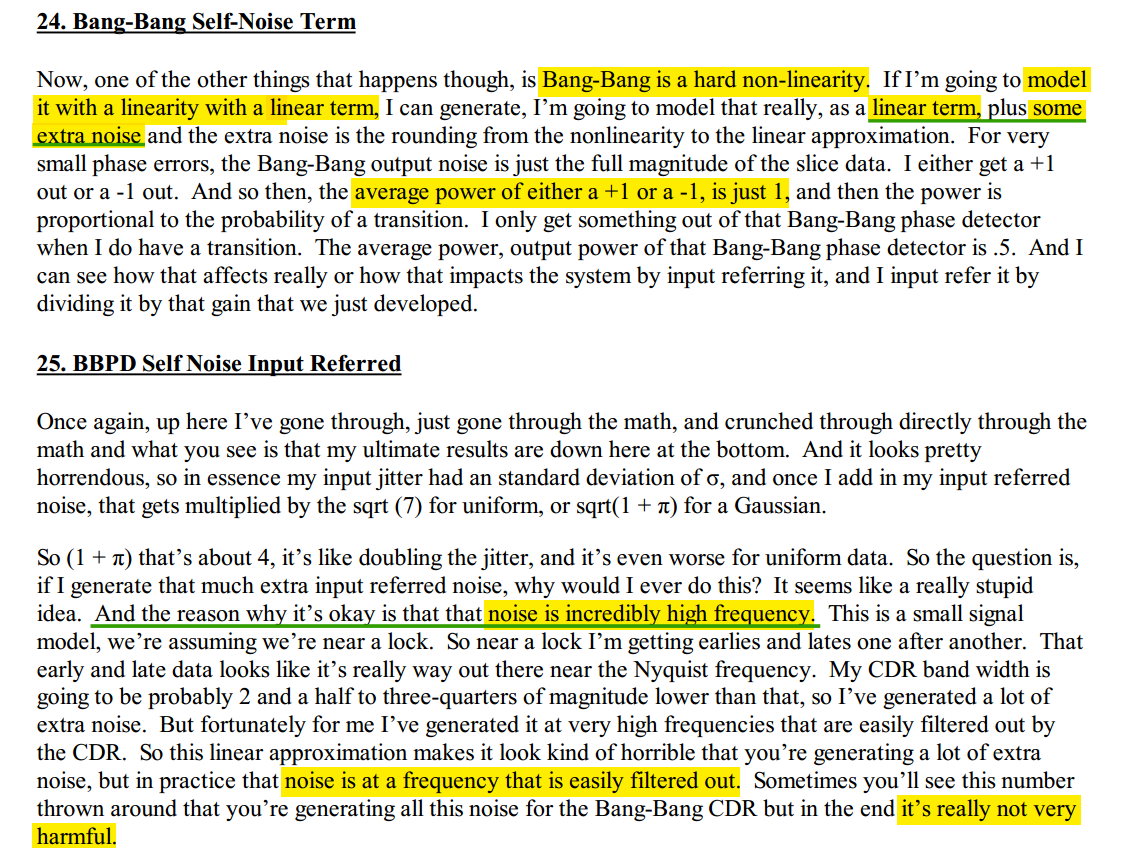 24. Bang-Bang Self-Noise Term
Now, one of the other things that happens though, is Bang-Bang is a hard non-linearity. If I’m going to model
it with a linearity with a linear term, I can generate, I’m going to model that really, as a linear term, plus some
extra noise and the extra noise is the rounding from the nonlinearity to the linear approximation. For very
small phase errors, the Bang-Bang output noise is just the full magnitude of the slice data. I either get a +1
out or a -1 out. And so then, the average power of either a +1 or a -1, is just 1, and then the power is
proportional to the probability of a transition. I only get something out of that Bang-Bang phase detector
when I do have a transition. The average power, output power of that Bang-Bang phase detector is .5. And I
can see how that affects really or how that impacts the system by input referring it, and I input refer it by
dividing it by that gain that we just developed.
25. BBPD Self Noise Input Referred
Once again, up here I’ve gone through, just gone through the math, and crunched through directly through the
math and what you see is that my ultimate results are down here at the bottom. And it looks pretty
horrendous, so in essence my input jitter had an standard deviation of σ, and once I add in my input referred
noise, that gets multiplied by the sqrt (7) for uniform, or sqrt(1 + π) for a Gaussian.
So (1 + π) that’s about 4, it’s like doubling the jitter, and it’s even worse for uniform data. So the question is,
if I generate that much extra input referred noise, why would I ever do this? It seems like a really stupid
idea. And the reason why it’s okay is that that noise is incredibly high frequency. This is a small signal
model, we’re assuming we’re near a lock. So near a lock I’m getting earlies and lates one after another. That
early and late data looks like it’s really way out there near the Nyquist frequency. My CDR band width is
going to be probably 2 and a half to three-quarters of magnitude lower than that, so I’ve generated a lot of
extra noise. But fortunately for me I’ve generated it at very high frequencies that are easily filtered out by
the CDR. So this linear approximation makes it look kind of horrible that you’re generating a lot of extra
noise, but in practice that noise is at a frequency that is easily filtered out. Sometimes you’ll see this number
thrown around that you’re generating all this noise for the Bang-Bang CDR but in the end it’s really not very
harmful.